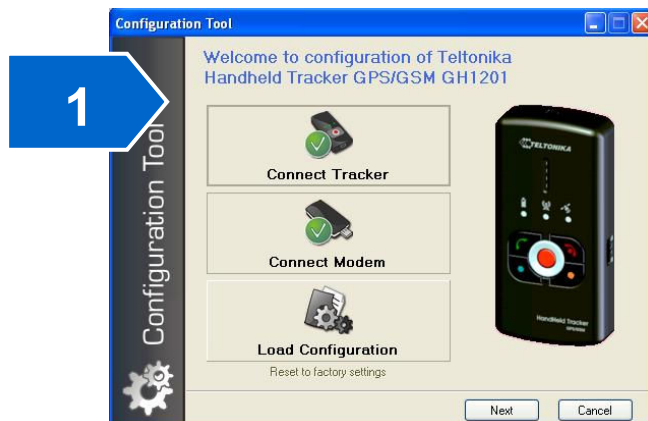 Configuration Tool
1
Configuration Tool
Welcome to configuration of Teltonika
Handheld Tracker GPS/GSM GH1201
Connect Tracker
Connect Modem
Load Configuration
Reset to factory settings
TELTONIKA
HandHeld Tracker
Next
Cancel